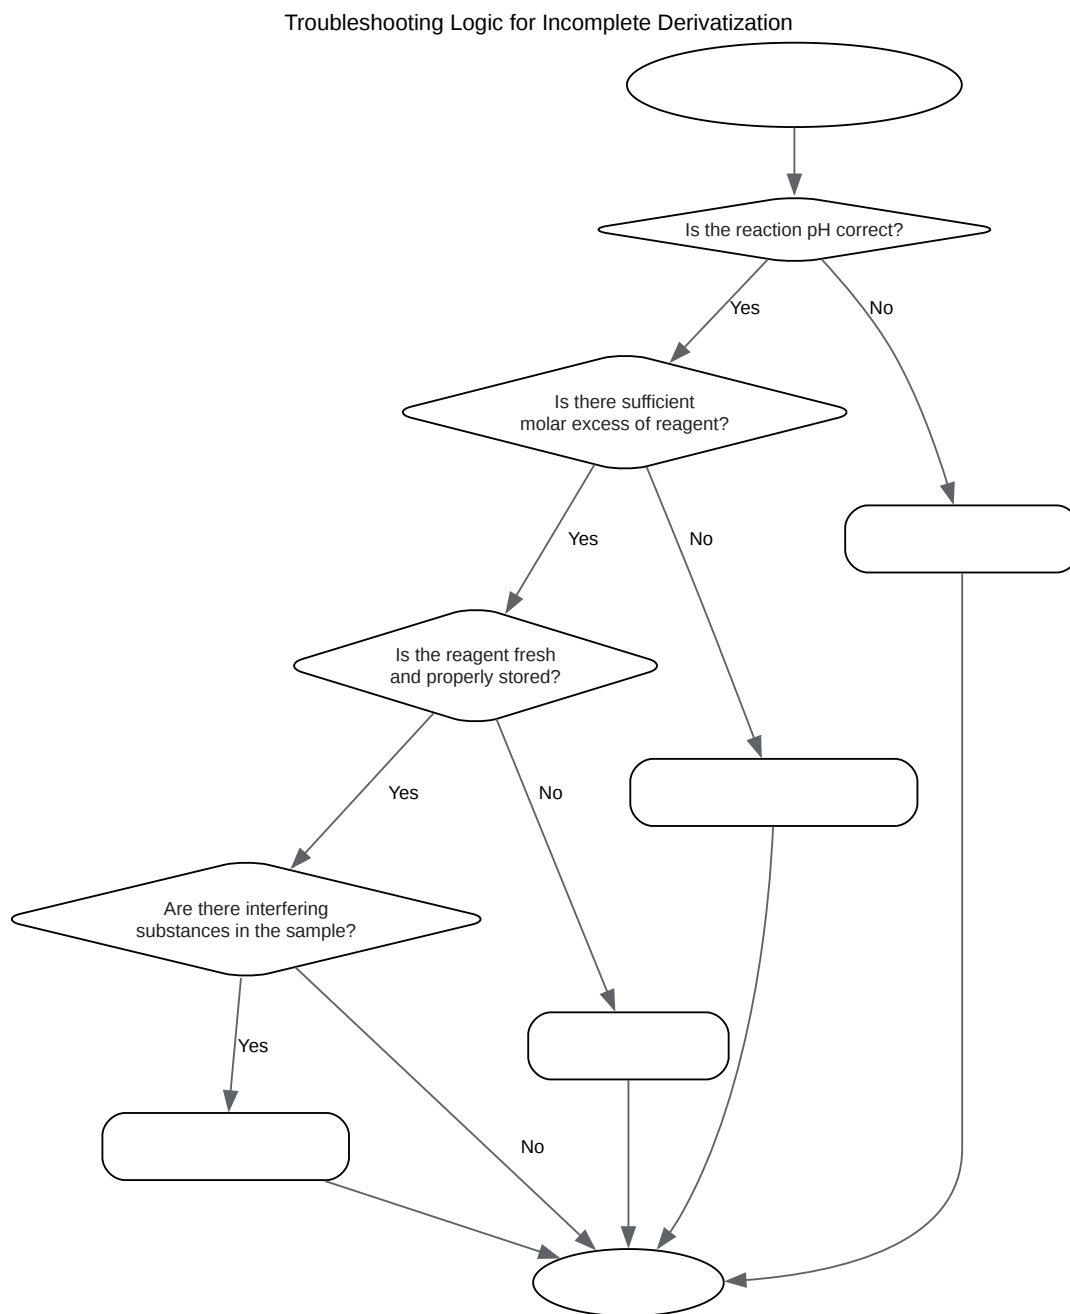 Troubleshooting Logic for Incomplete Derivatization
Is the reaction pH correct?
Yes
No
Is there sufficient
molar excess of reagent?
Yes
No
Is the reagent fresh
and properly stored?
Yes
No
Are there interfering
substances in the sample?
Yes
No